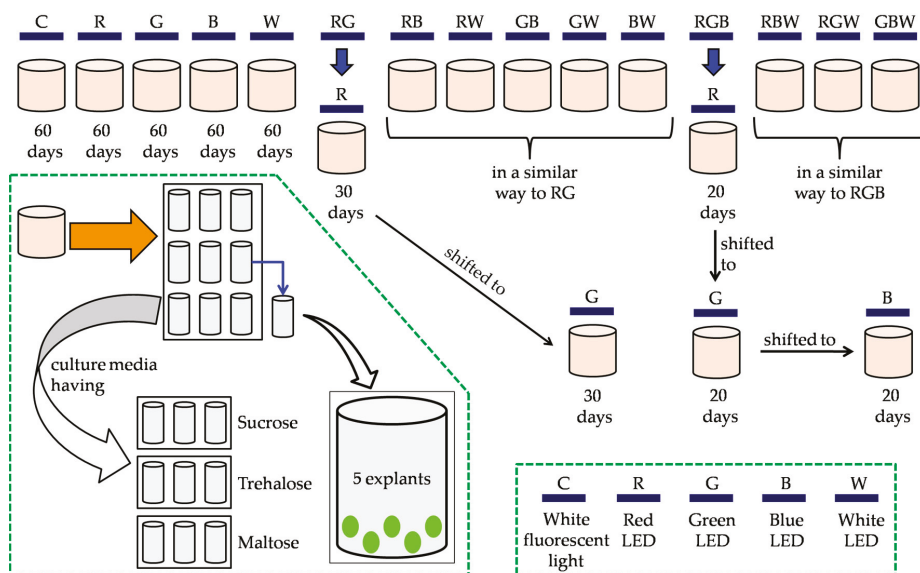 C R G B W RG RB RW GB GW BW RGB RBW RGW GBW
R
R
60 days
60 days
60 days
60 days
60 days
30 days
in a similar
way to RG
20 days
in a similar
way to RGB
shifted to
shifted
to
G
30 days
G
20 days
shifted to
B
20 days
culture media
having
Sucrose
Trehalose
Maltose
5 explants
C
White
fluorescent
light
R
Red
LED
G
Green
LED
B
Blue
LED
W
White
LED